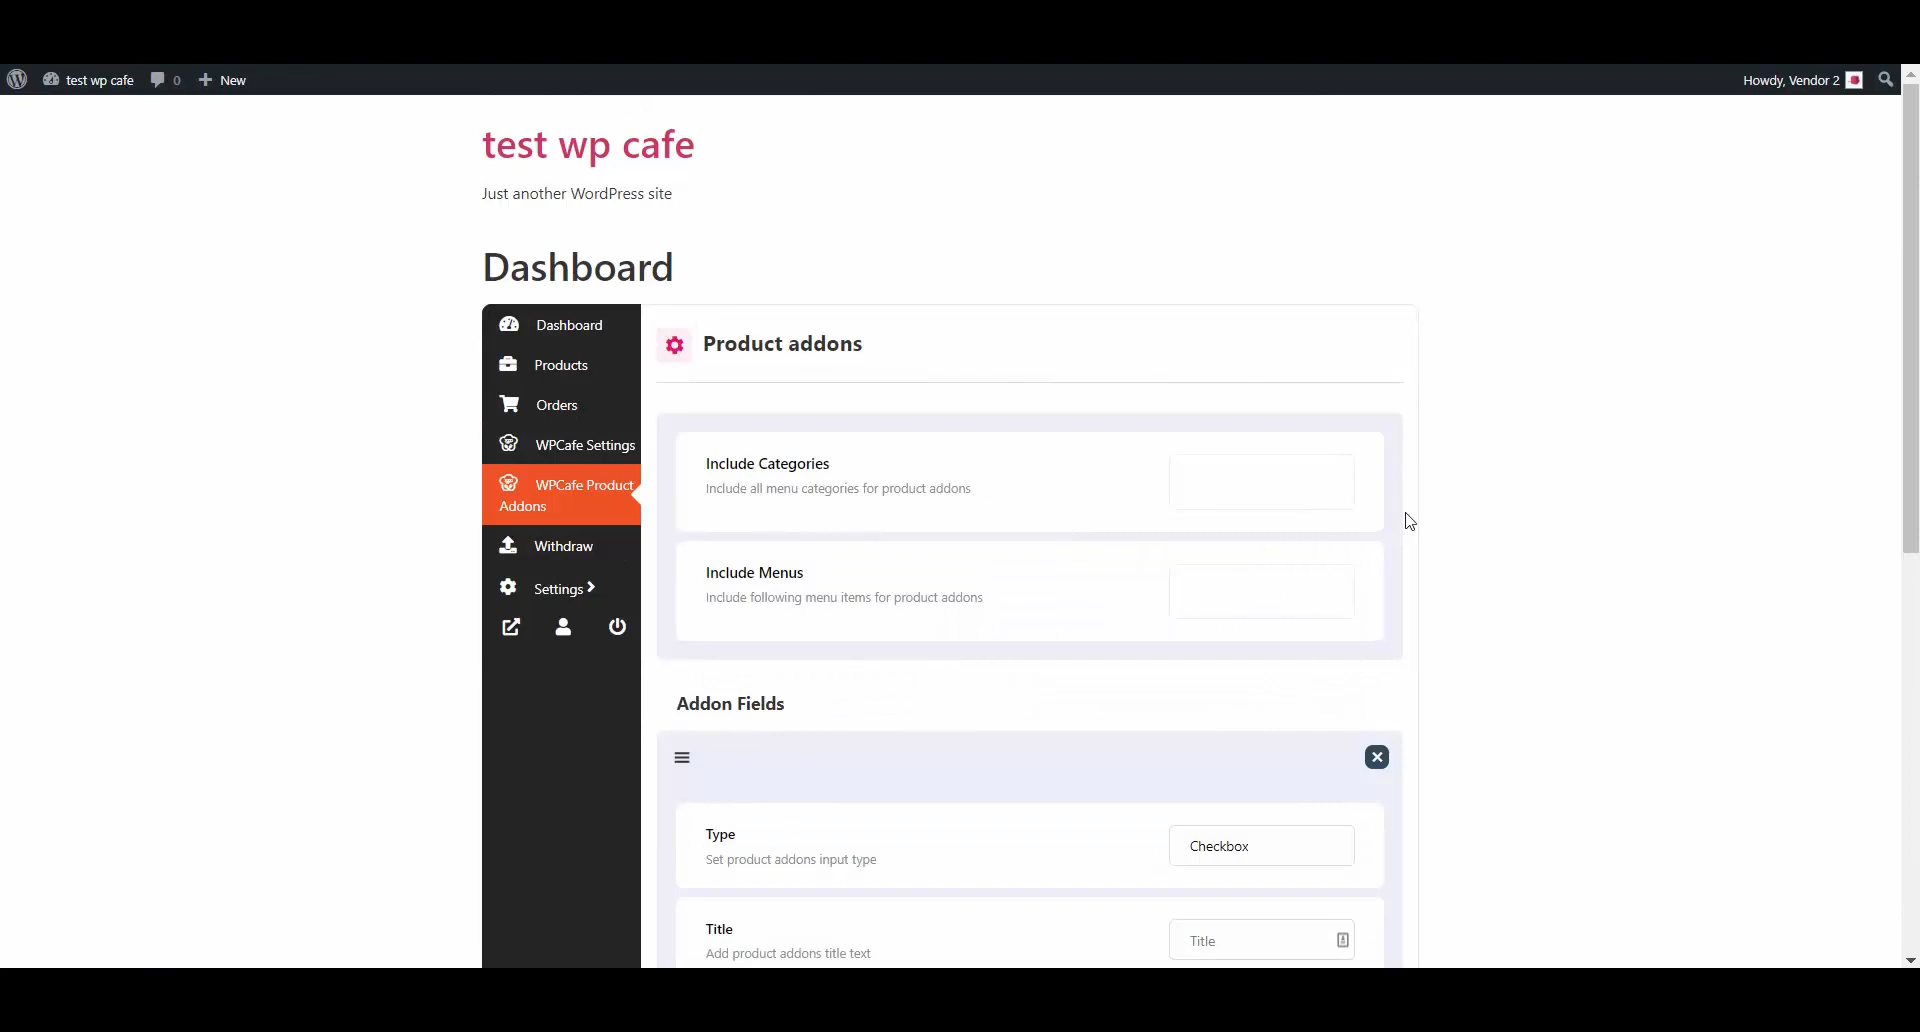 test wp cafe 0 New Howdy, Vendor 2
test wp cafe
Just another WordPress site
Dashboard
Dashboard
Products
Orders
WPCafe Settings
WPCafe Product
Addons
Withdraw
Settings
Product addons
Include Categories
Include all menu categories for product addons
Include Menus
Include following menu items for product addons
Addon Fields
Type
Set product addons input type
Checkbox
Title
Add product addons title text
Title